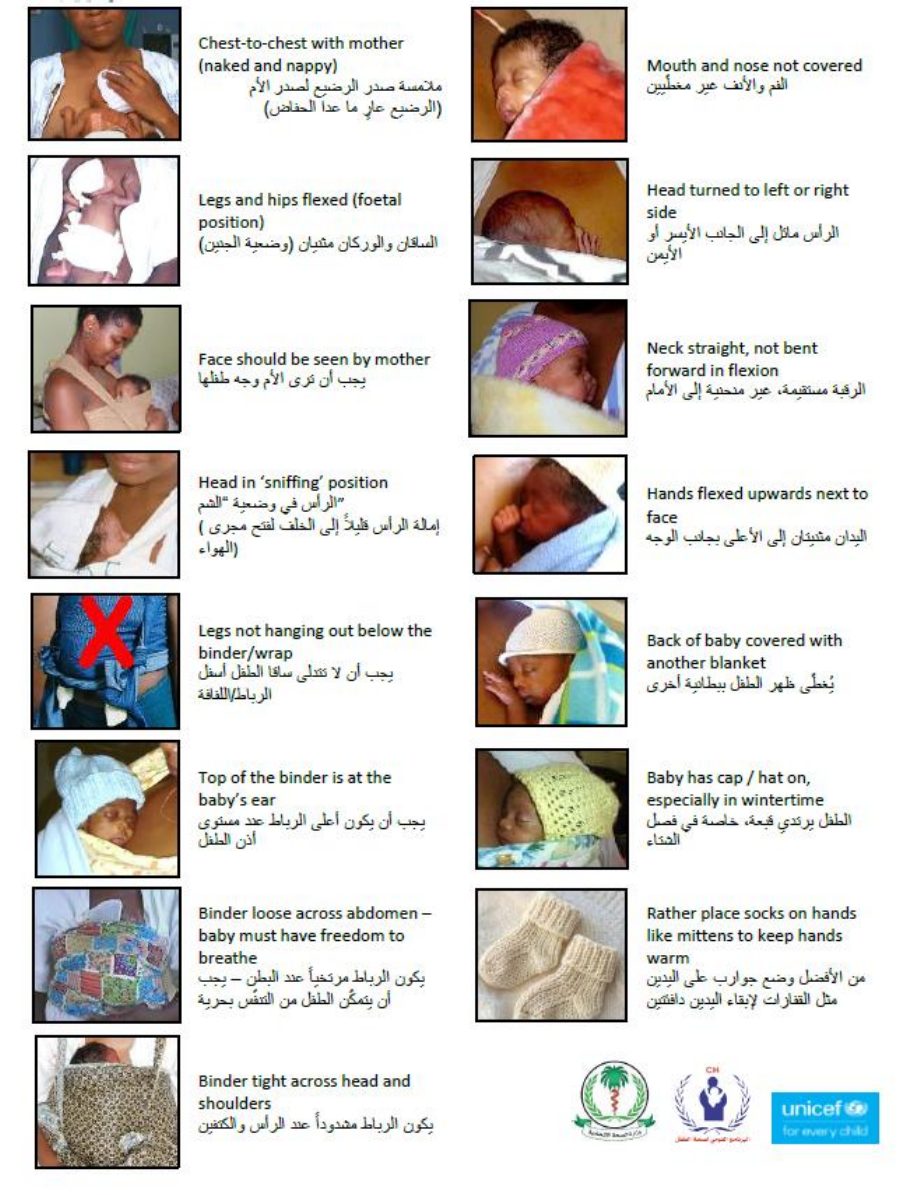 Chest-to-chest with mother
(naked and nappy)
ملامسة صدر الرضيع لصدر الأم
(الرضيع عارٍ ما عدا الحفاض)
Legs and hips flexed (foetal
position)
الساقان والوركان مثنيان (وضعية الجنين)
Face should be seen by mother
يجب أن ترى الأم وجه طفلها
Head in ‘sniffing’ position
الرأس في وضعية "الشم"
إمالة الرأس قليلاً إلى الخلف لفتح مجرى )
(الهواء
Legs not hanging out below the
binder/wrap
يجب أن لا تتدلى ساقا الطفل أسفل
الرباط/اللفافة
Top of the binder is at the
baby’s ear
يجب أن يكون أعلى الرباط عند مستوى
أذن الطفل
Binder loose across abdomen –
baby must have freedom to
breathe
يكون الرباط مرتخياً عند البطن – يجب
أن يتمكّن الطفل من التنفّس بحرية
Binder tight across head and
shoulders
يكون الرباط مشدوداً عند الرأس والكتفين
Mouth and nose not covered
الفم والأنف غير مغطّيين
Head turned to left or right
side
الرأس مائل إلى الجانب الأيسر أو
الأيمن
Neck straight, not bent
forward in flexion
الرقبة مستقيمة، غير منحنية إلى الأمام
Hands flexed upwards next to
face
اليدان مثنيتان إلى الأعلى بجانب الوجه
Back of baby covered with
another blanket
يُغطّى ظهر الطفل ببطانية أخرى
Baby has cap / hat on,
especially in wintertime
الطفل يرتدي قبعة، خاصة في فصل
الشتاء
Rather place socks on hands
like mittens to keep hands
warm
من الأفضل وضع جوارب على اليدين
مثل القفازات لإبقاء اليدين دافئتين
وزارة الصحة الاتحادية
CH
البرنامج القومي لصحة الطفل
unicef
for every child